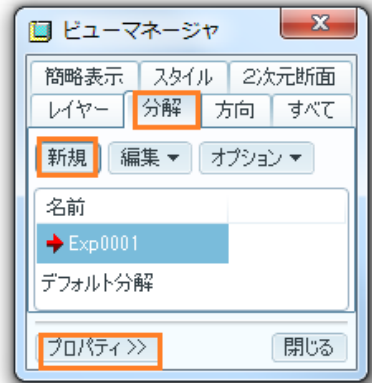 ビューマネージャ
簡略表示 スタイル 2次元断面
レイヤー 分解 方向 すべて
新規 編集 オプション
名前
Exp0001
デフォルト分解
プロパティ >> 閉じる